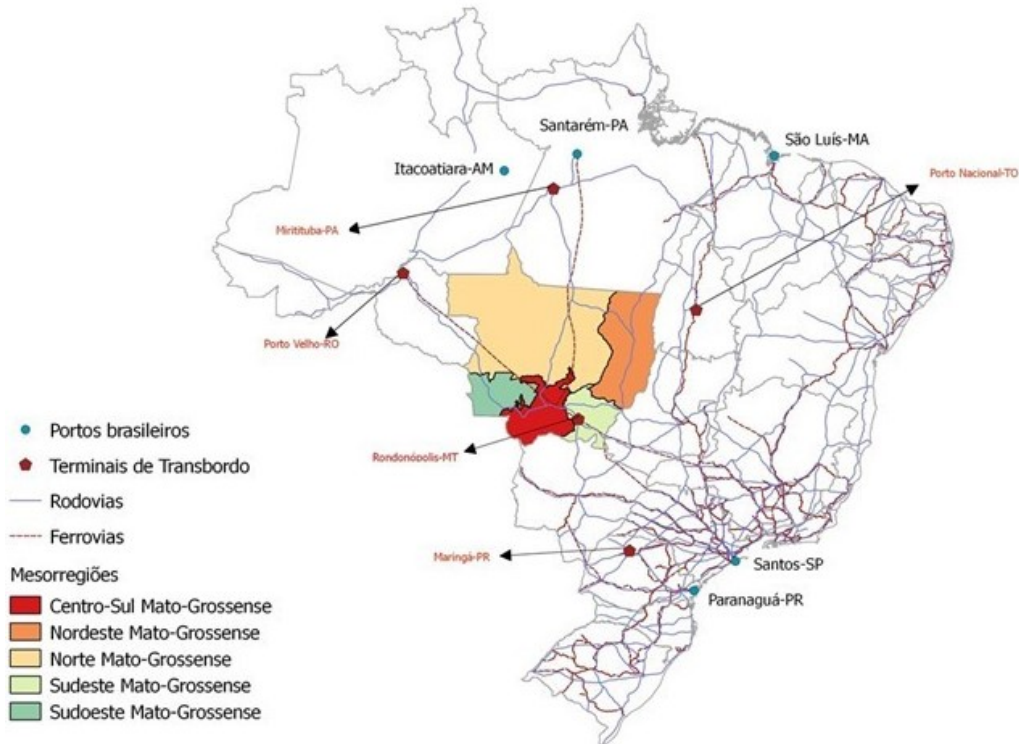 Santarém-PA
São Luís-MA
Itacoatiara-AM
Porto Nacional-TO
Miritituba-PA
Porto Velho-RO
Portos brasileiros
Terminais de Transbordo
Rondonópolis-MT
Rodovias
Ferrovias
Maringá-PR
Santos-SP
Mesorregiões
Paranaguá-PR
Centro-Sul Mato-Grossense
Nordeste Mato-Grossense
Norte Mato-Grossense
Sudeste Mato-Grossense
Sudoeste Mato-Grossense